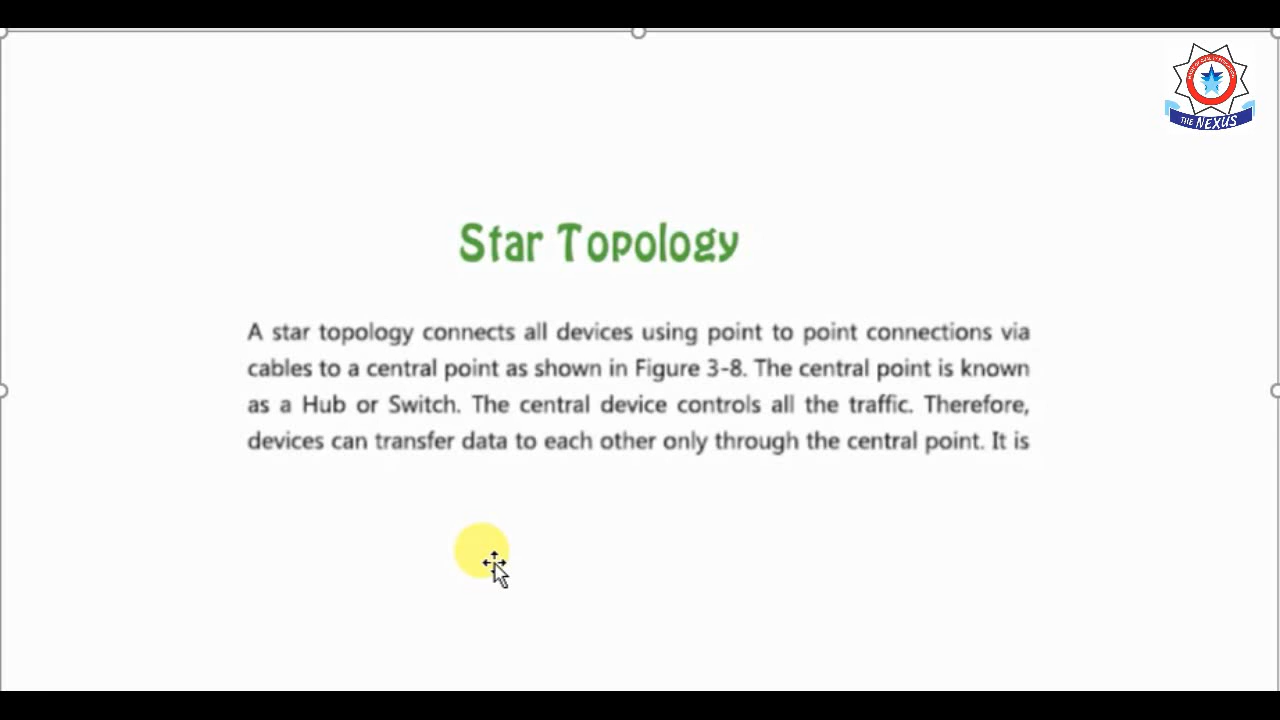 THE NEXUS
Star Topology
A star topology connects all devices using point to point connections via
cables to a central point as shown in Figure 3-8. The central point is known
as a Hub or Switch. The central device controls all the traffic. Therefore,
devices can transfer data to each other only through the central point. It is